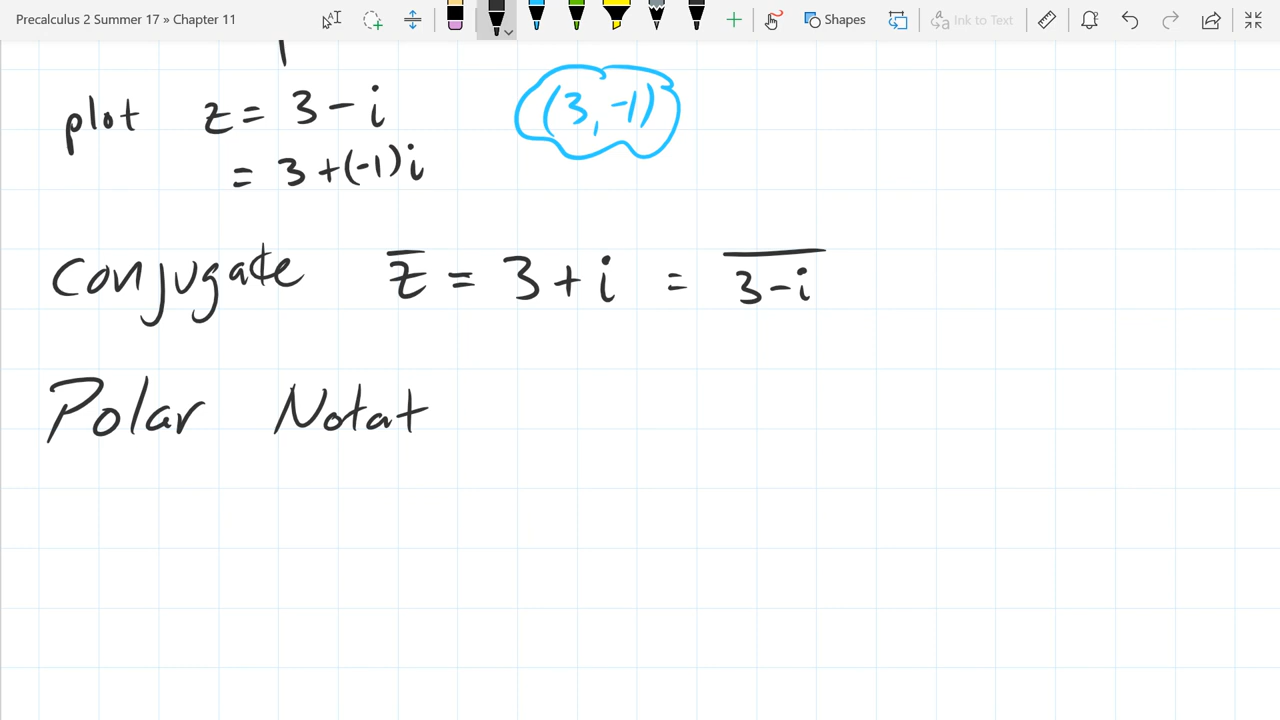 Precalculus 2 Summer 17 » Chapter 11
Shapes
Ink to Text
plot z = 3 - i (3, -1)
= 3 + (-1)i
Conjugate z̅ = 3 + i = \overline{3 - i}
Polar Notat